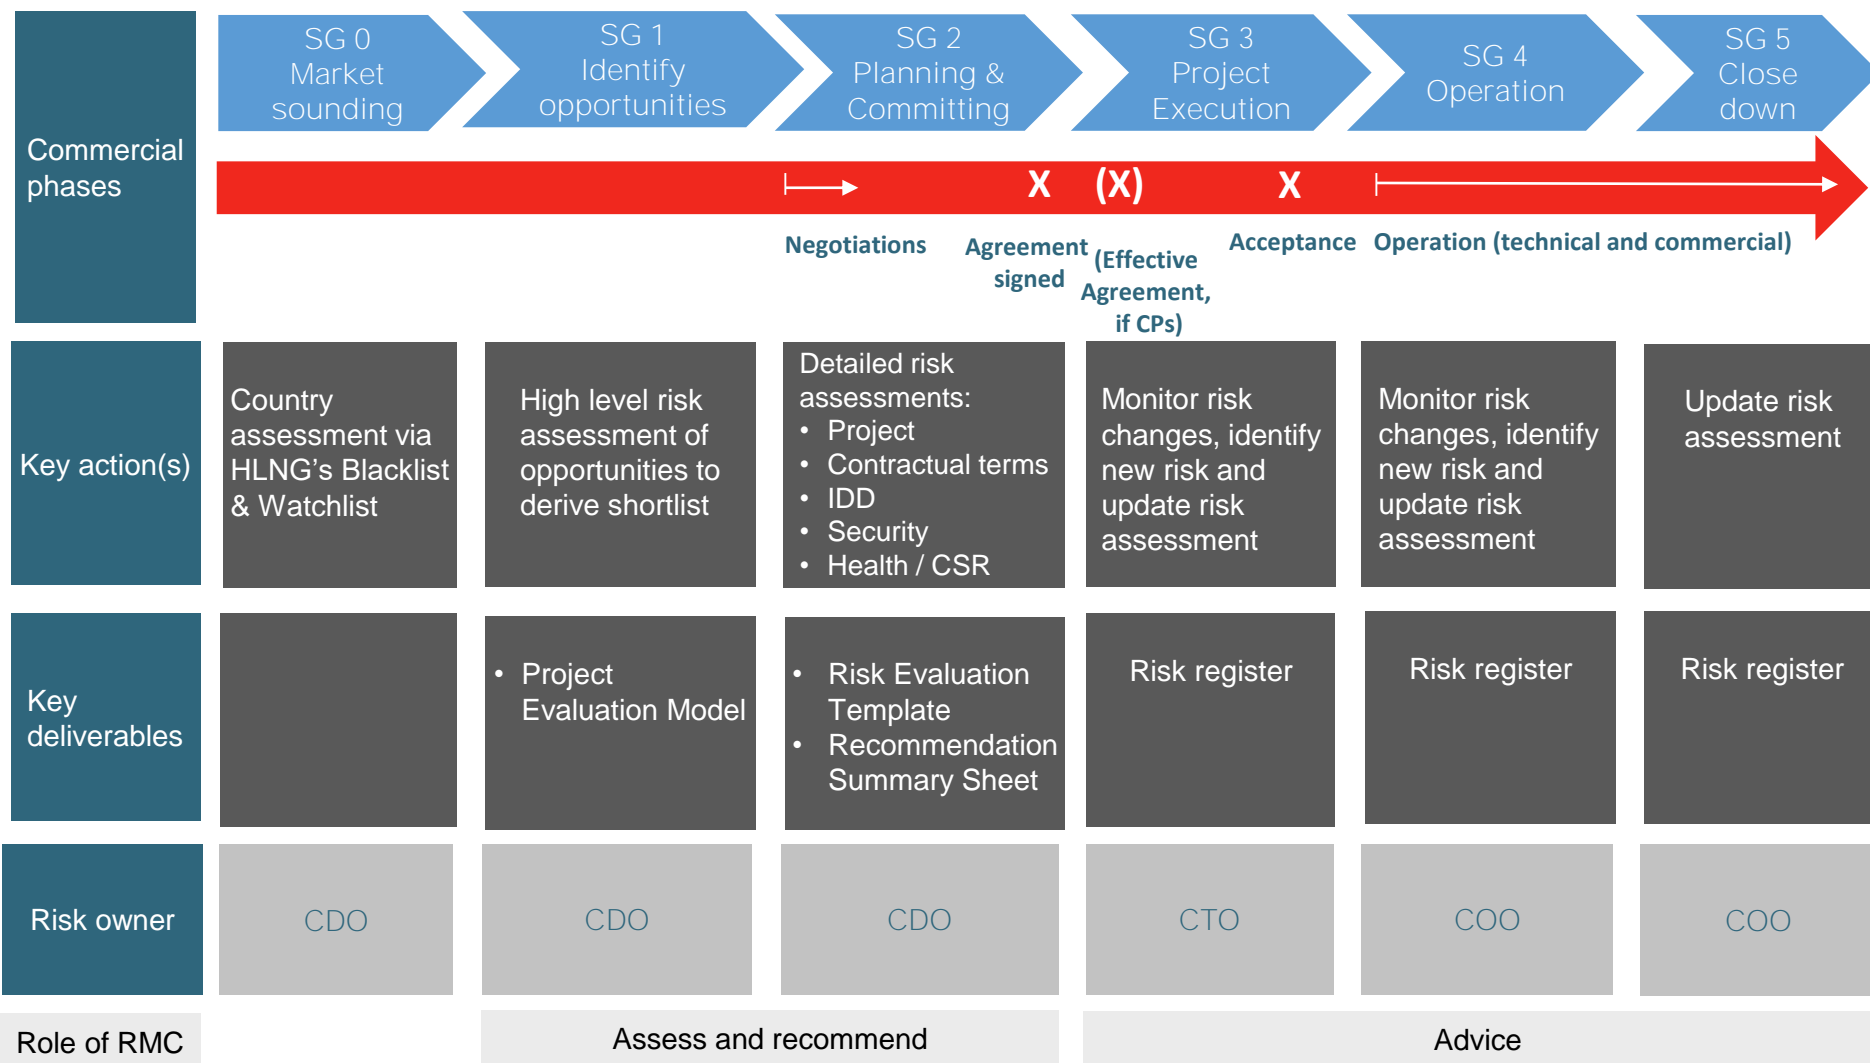 Commercial
phases
SG 0
Market
sounding
SG 1
Identify
opportunities
SG 2
Planning &
Committing
SG 3
Project
Execution
SG 4
Operation
SG 5
Close
down
X
(X)
X
Negotiations
Agreement
signed
(Effective
Agreement,
if CPs)
Acceptance
Operation (technical and commercial)
Key action(s)
Country
assessment via
HLNG's Blacklist
& Watchlist
High level risk
assessment of
opportunities to
derive shortlist
Detailed risk
assessments:
• Project
• Contractual terms
• IDD
• Security
• Health / CSR
Monitor risk
changes, identify
new risk and
update risk
assessment
Monitor risk
changes, identify
new risk and
update risk
assessment
Update risk
assessment
Key
deliverables
• Project
Evaluation Model
• Risk Evaluation
Template
• Recommendation
Summary Sheet
Risk register
Risk register
Risk register
Risk owner
CDO
CDO
CDO
CTO
COO
COO
Role of RMC
Assess and recommend
Advice